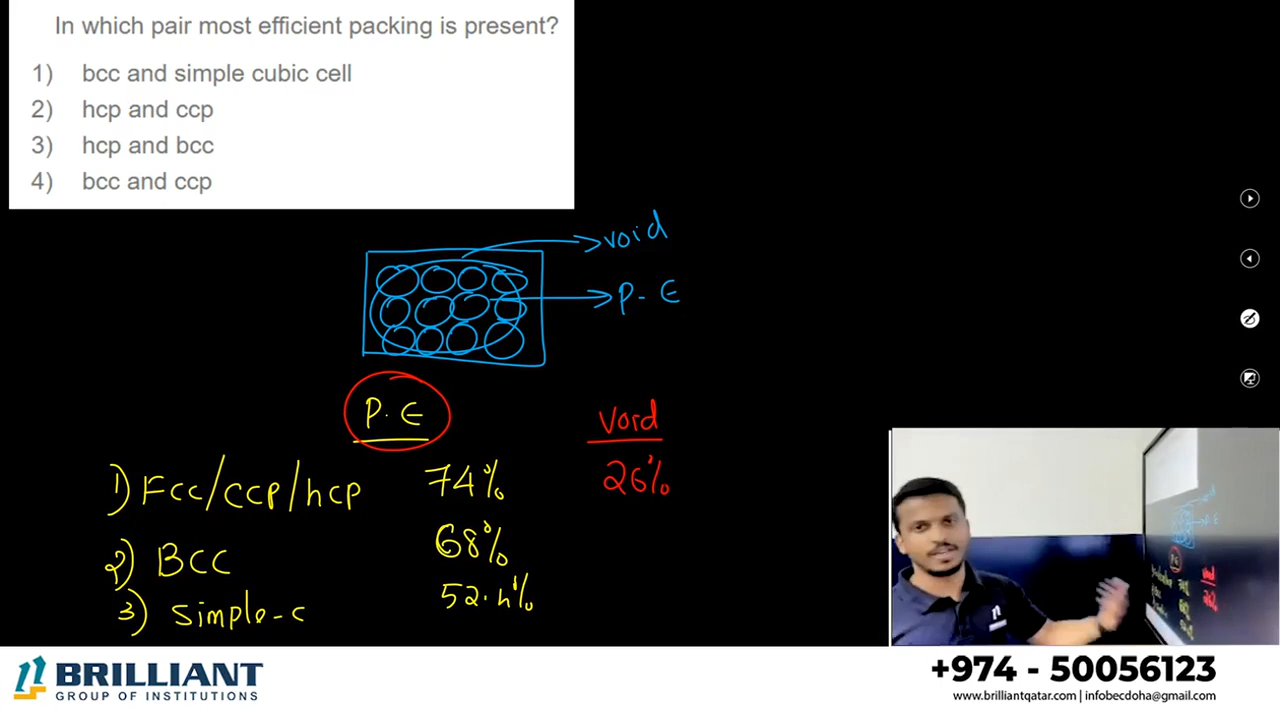 In which pair most efficient packing is present?
1) bcc and simple cubic cell
2) hcp and ccp
3) hcp and bcc
4) bcc and ccp
void
P. E
P. E
Void
1) FCC/CCP/hcp 74% 26%
2) BCC 68%
3) Simple-c
BRILLIANT
GROUP OF INSTITUTIONS
+974 - 50056123
www.brilliantqatar.com | infobecdoha@gmail.com